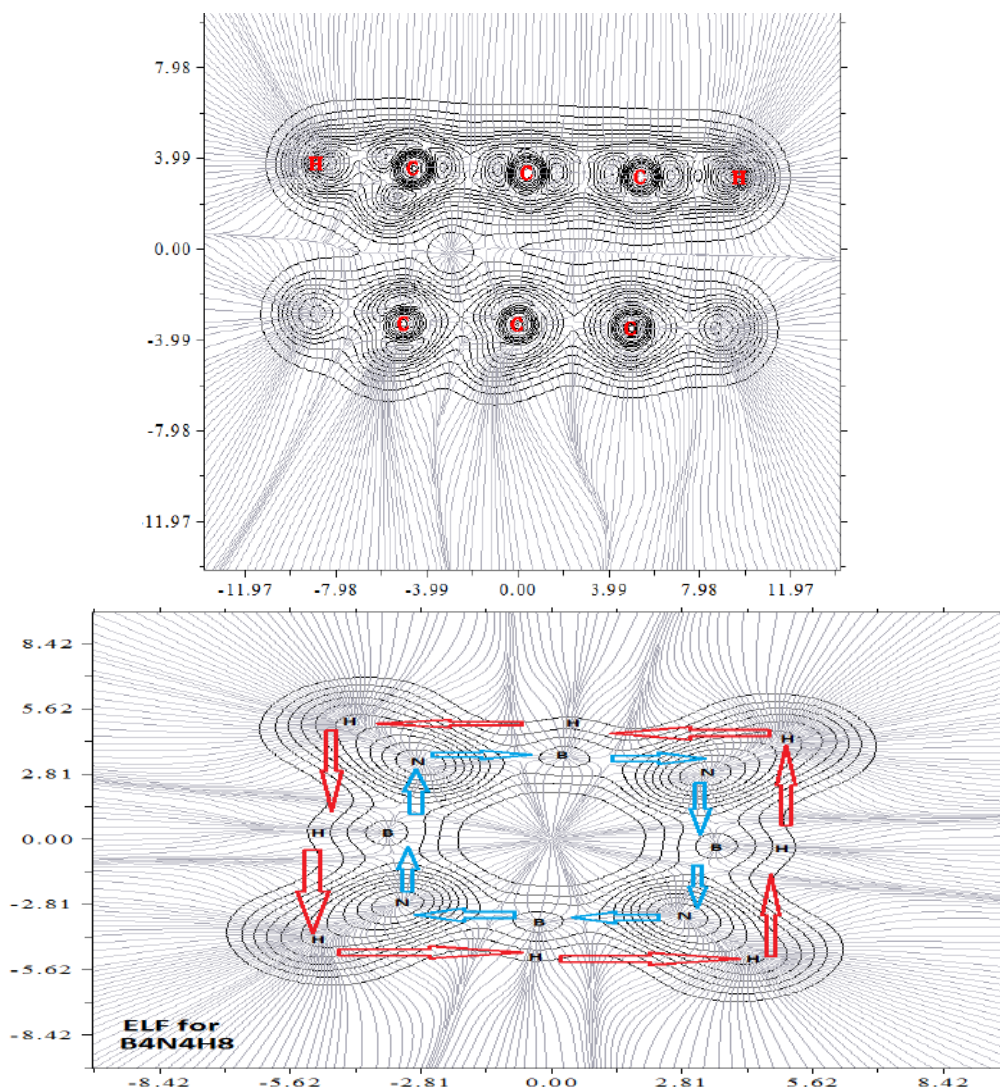 7.98
3.99
H C C C H
0.00
C C C
-3.99
-7.98
-11.97
-11.97 -7.98 -3.99 0.00 3.99 7.98 11.97
8.42
5.62
H H H
N B N
2.81
0.00
H B B H
-2.81
N B N
H H H
-5.62
-8.42
ELF for
B4N4H8
-8.42 -5.62 -2.81 0.00 2.81 5.62 8.42